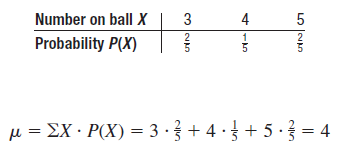 Number on ball X 3 4 5
Probability P(X) 2/5 1/5 2/5
μ = ΣX · P(X) = 3 · 2/5 + 4 · 1/5 + 5 · 2/5 = 4